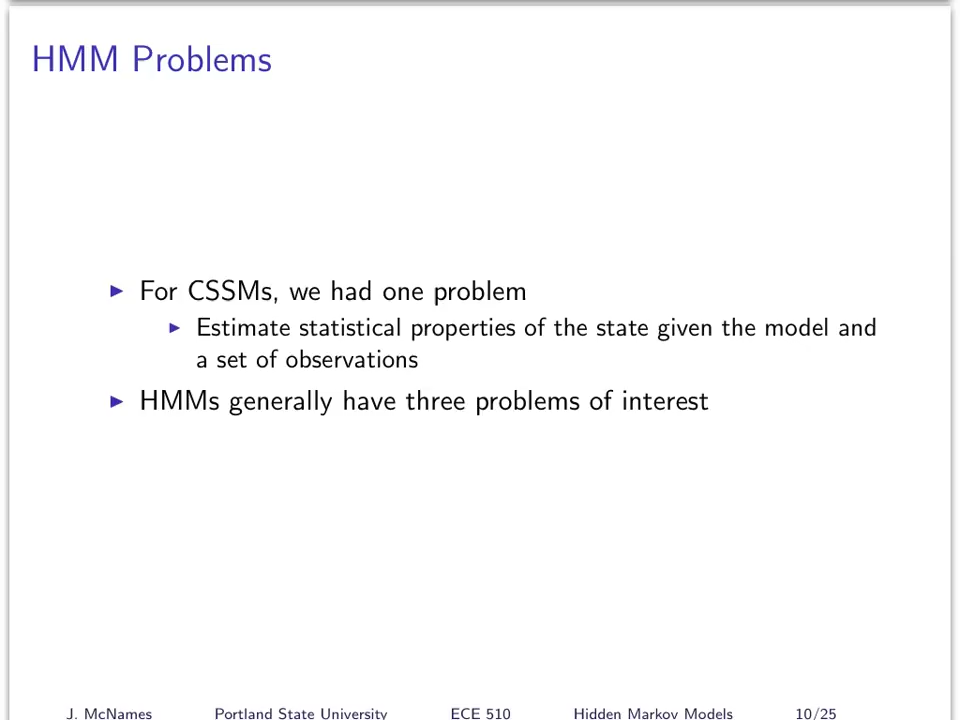 HMM Problems
For CSSMs, we had one problem
Estimate statistical properties of the state given the model and
a set of observations
HMMs generally have three problems of interest
J. McNames Portland State University ECE 510 Hidden Markov Models 10/25